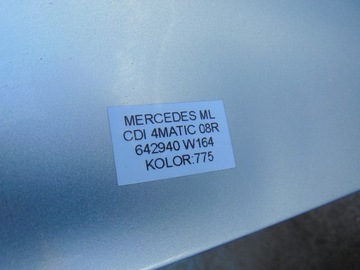 MERCEDES ML
CDI 4MATIC 08R
642940 W164
KOLOR:775